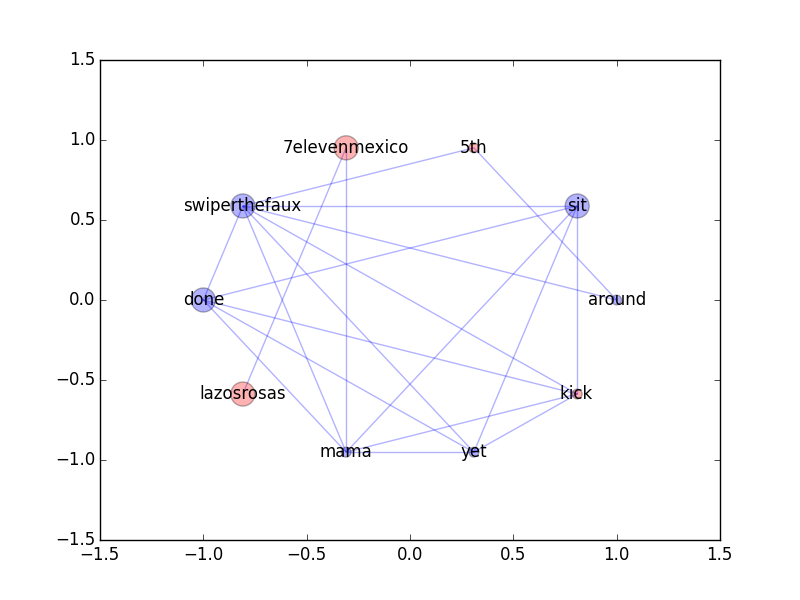 1.5
1.0
0.5
0.0
−0.5
−1.0
−1.5
7elevenmexico
5th
swiperthefaux
sit
done
around
lazosrosas
kick
mama
yet
−1.5
−1.0
−0.5
0.0
0.5
1.0
1.5